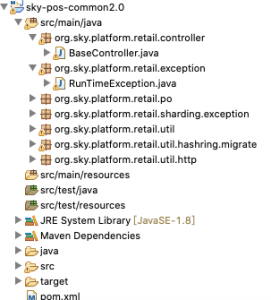 sky-pos-common2.0
src/main/java
org.sky.platform.retail.controller
BaseController.java
org.sky.platform.retail.exception
RunTimeException.java
org.sky.platform.retail.po
org.sky.platform.retail.sharding.exception
org.sky.platform.retail.util
org.sky.platform.retail.util.hashring.migrate
org.sky.platform.retail.util.http
src/main/resources
src/test/java
src/test/resources
JRE System Library [JavaSE-1.8]
Maven Dependencies
java
src
target
pom.xml